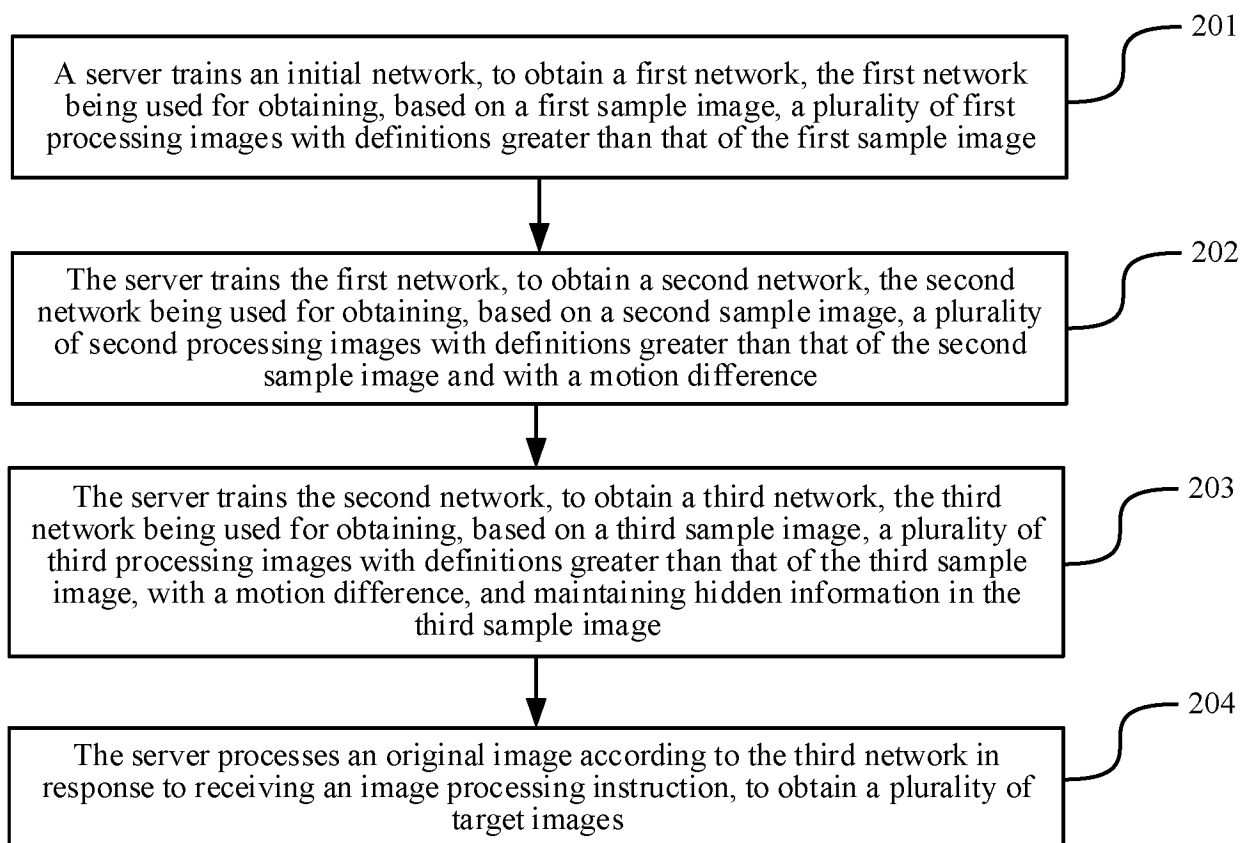 201
A server trains an initial network, to obtain a first network, the first network
being used for obtaining, based on a first sample image, a plurality of first
processing images with definitions greater than that of the first sample image
202
The server trains the first network, to obtain a second network, the second
network being used for obtaining, based on a second sample image, a plurality
of second processing images with definitions greater than that of the second
sample image and with a motion difference
203
The server trains the second network, to obtain a third network, the third
network being used for obtaining, based on a third sample image, a plurality of
third processing images with definitions greater than that of the third sample
image, with a motion difference, and maintaining hidden information in the
third sample image
204
The server processes an original image according to the third network in
response to receiving an image processing instruction, to obtain a plurality of
target images